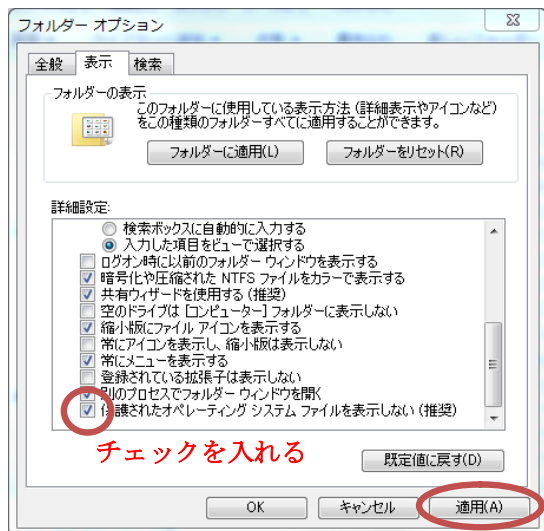 フォルダー オプション
全般
表示
検索
フォルダーの表示
このフォルダーに使用している表示方法 (詳細表示やアイコンなど)
をこの種類のフォルダーすべてに適用することができます。
フォルダーに適用(L)
フォルダーをリセット(R)
詳細設定:
検索ボックスに自動的に入力する
入力した項目をビューで選択する
ログオン時に以前のフォルダー ウィンドウを表示する
暗号化や圧縮された NTFS ファイルをカラーで表示する
共有ウィザードを使用する (推奨)
空のドライブは [コンピューター] フォルダーに表示しない
縮小版にファイル アイコンを表示する
常にアイコンを表示し、縮小版は表示しない
常にメニューを表示する
登録されている拡張子は表示しない
別のプロセスでフォルダー ウィンドウを開く
保護されたオペレーティング システム ファイルを表示しない (推奨)
チェックを入れる
既定値に戻す(D)
OK
キャンセル
適用(A)